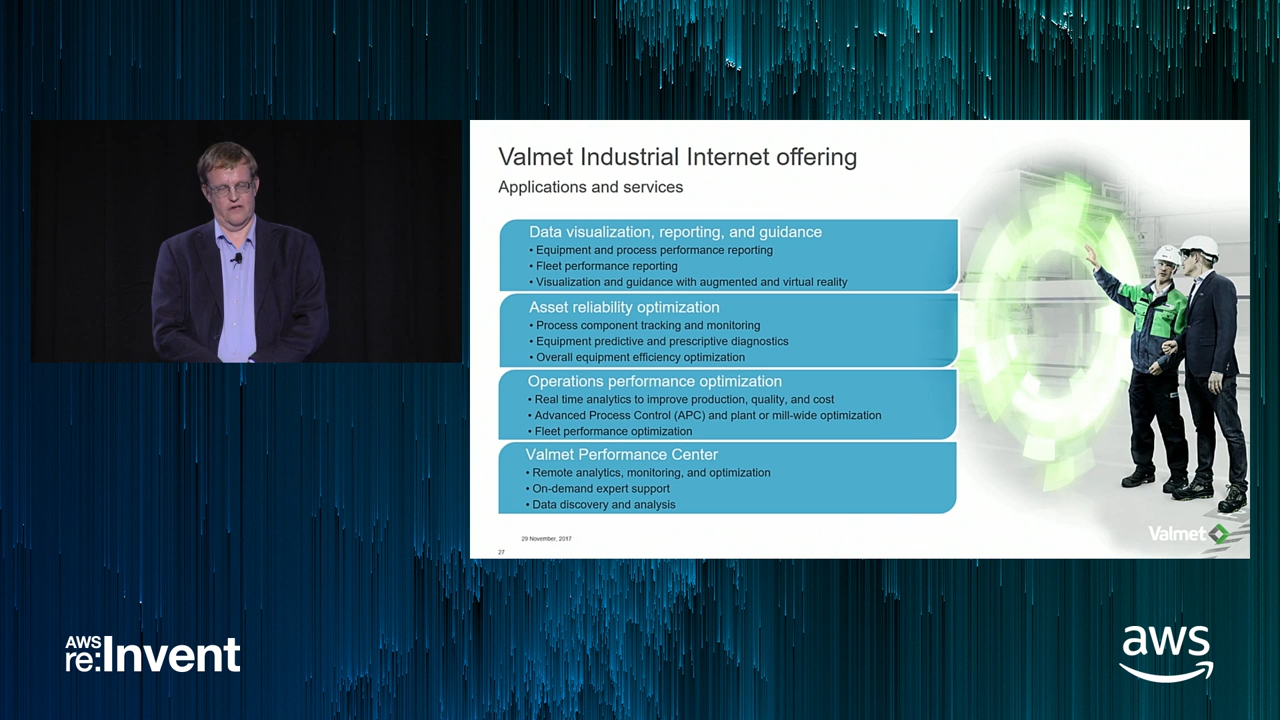 Valmet Industrial Internet offering
Applications and services
Data visualization, reporting, and guidance
• Equipment and process performance reporting
• Fleet performance reporting
• Visualization and guidance with augmented and virtual reality
Asset reliability optimization
• Process component tracking and monitoring
• Equipment predictive and prescriptive diagnostics
• Overall equipment efficiency optimization
Operations performance optimization
• Real time analytics to improve production, quality, and cost
• Advanced Process Control (APC) and plant or mill-wide optimization
• Fleet performance optimization
Valmet Performance Center
• Remote analytics, monitoring, and optimization
• On-demand expert support
• Data discovery and analysis
29 November, 2017
27
Valmet
AWS
re:Invent
aws